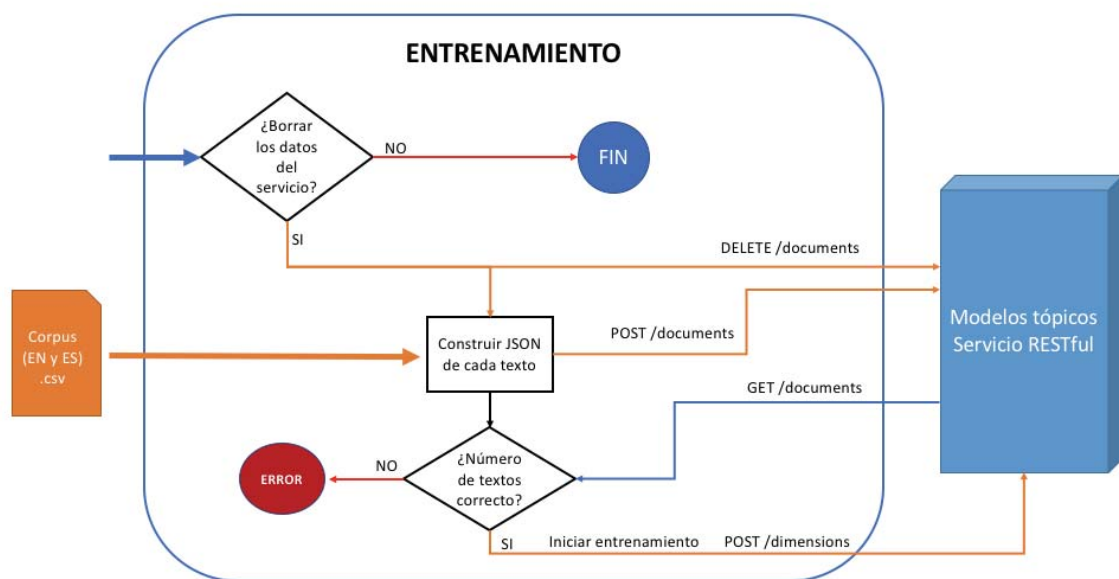 ENTRENAMIENTO
¿Borrar
los datos
del
servicio?
NO
FIN
SI
DELETE /documents
Corpus
(EN y ES)
.csv
Construir JSON
de cada texto
POST /documents
Modelos tópicos
Servicio RESTful
GET /documents
¿Número
de textos
correcto?
NO
ERROR
SI
Iniciar entrenamiento
POST /dimensions